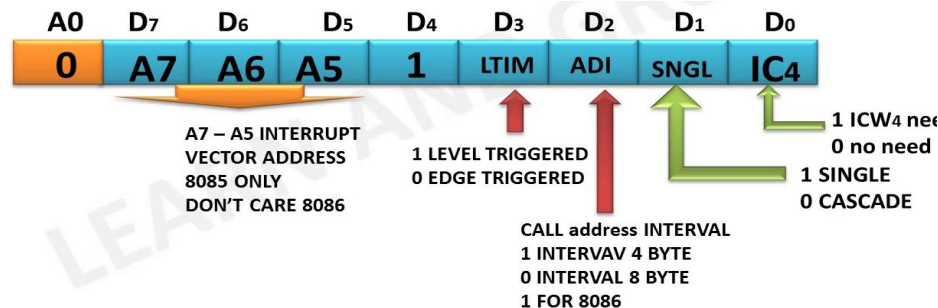 A0 D7 D6 D5 D4 D3 D2 D1 D0
0 A7 A6 A5 1 LTIM ADI SNGL IC4
A7 – A5 INTERRUPT
VECTOR ADDRESS
8085 ONLY
DON'T CARE 8086
1 LEVEL TRIGGERED
0 EDGE TRIGGERED
CALL address INTERVAL
1 INTERVAV 4 BYTE
0 INTERVAL 8 BYTE
1 FOR 8086
1 SINGLE
0 CASCADE
1 ICW4 nee
0 no need
LEARN AND